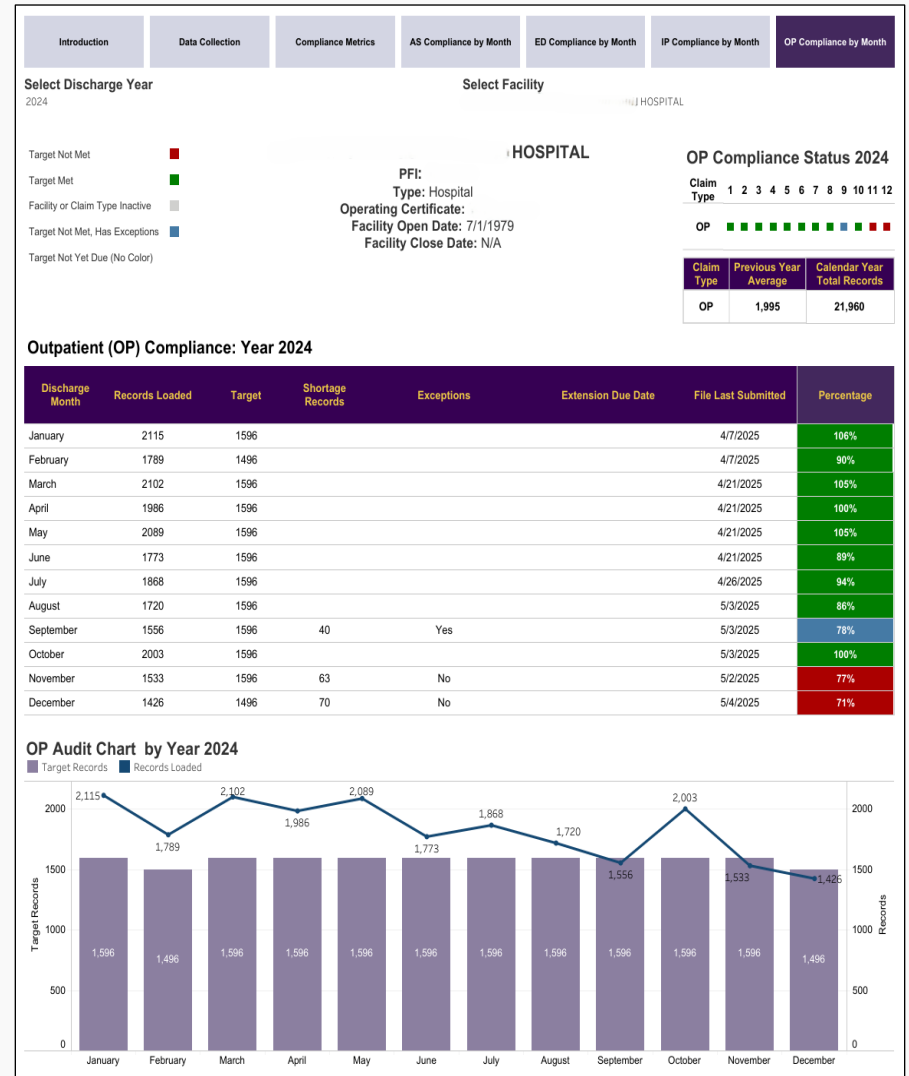 Introduction Data Collection Compliance Metrics AS Compliance by Month ED Compliance by Month IP Compliance by Month OP Compliance by Month
Select Discharge Year Select Facility
2024 HOSPITAL
Target Not Met
Target Met
Facility or Claim Type Inactive
Target Not Met, Has Exceptions
Target Not Yet Due (No Color)
HOSPITAL
PFI:
Type: Hospital
Operating Certificate:
Facility Open Date: 7/1/1979
Facility Close Date: N/A
OP Compliance Status 2024
Claim Type 1 2 3 4 5 6 7 8 9 10 11 12
OP
Claim Type Previous Year Average Calendar Year Total Records
OP 1,995 21,960
Outpatient (OP) Compliance: Year 2024
Discharge Month Records Loaded Target Shortage Records Exceptions Extension Due Date File Last Submitted Percentage
January 2115 1596 4/7/2025 106%
February 1789 1496 4/7/2025 90%
March 2102 1596 4/21/2025 105%
April 1986 1596 4/21/2025 100%
May 2089 1596 4/21/2025 105%
June 1773 1596 4/21/2025 89%
July 1868 1596 4/26/2025 94%
August 1720 1596 5/3/2025 86%
September 1556 1596 40 Yes 5/3/2025 78%
October 2003 1596 5/3/2025 100%
November 1533 1596 63 No 5/2/2025 77%
December 1426 1496 70 No 5/4/2025 71%
OP Audit Chart by Year 2024
Target Records Records Loaded
2,115 1,789 2,102 1,986 2,089 1,773 1,868 1,720 1,556 2,003 1,533 1,426
2000 2000
1500 1500
1000 1000
500 500
0 0
Target Records
Records
1,596 1,496 1,596 1,596 1,596 1,596 1,596 1,596 1,596 1,596 1,596 1,496
January February March April May June July August September October November December